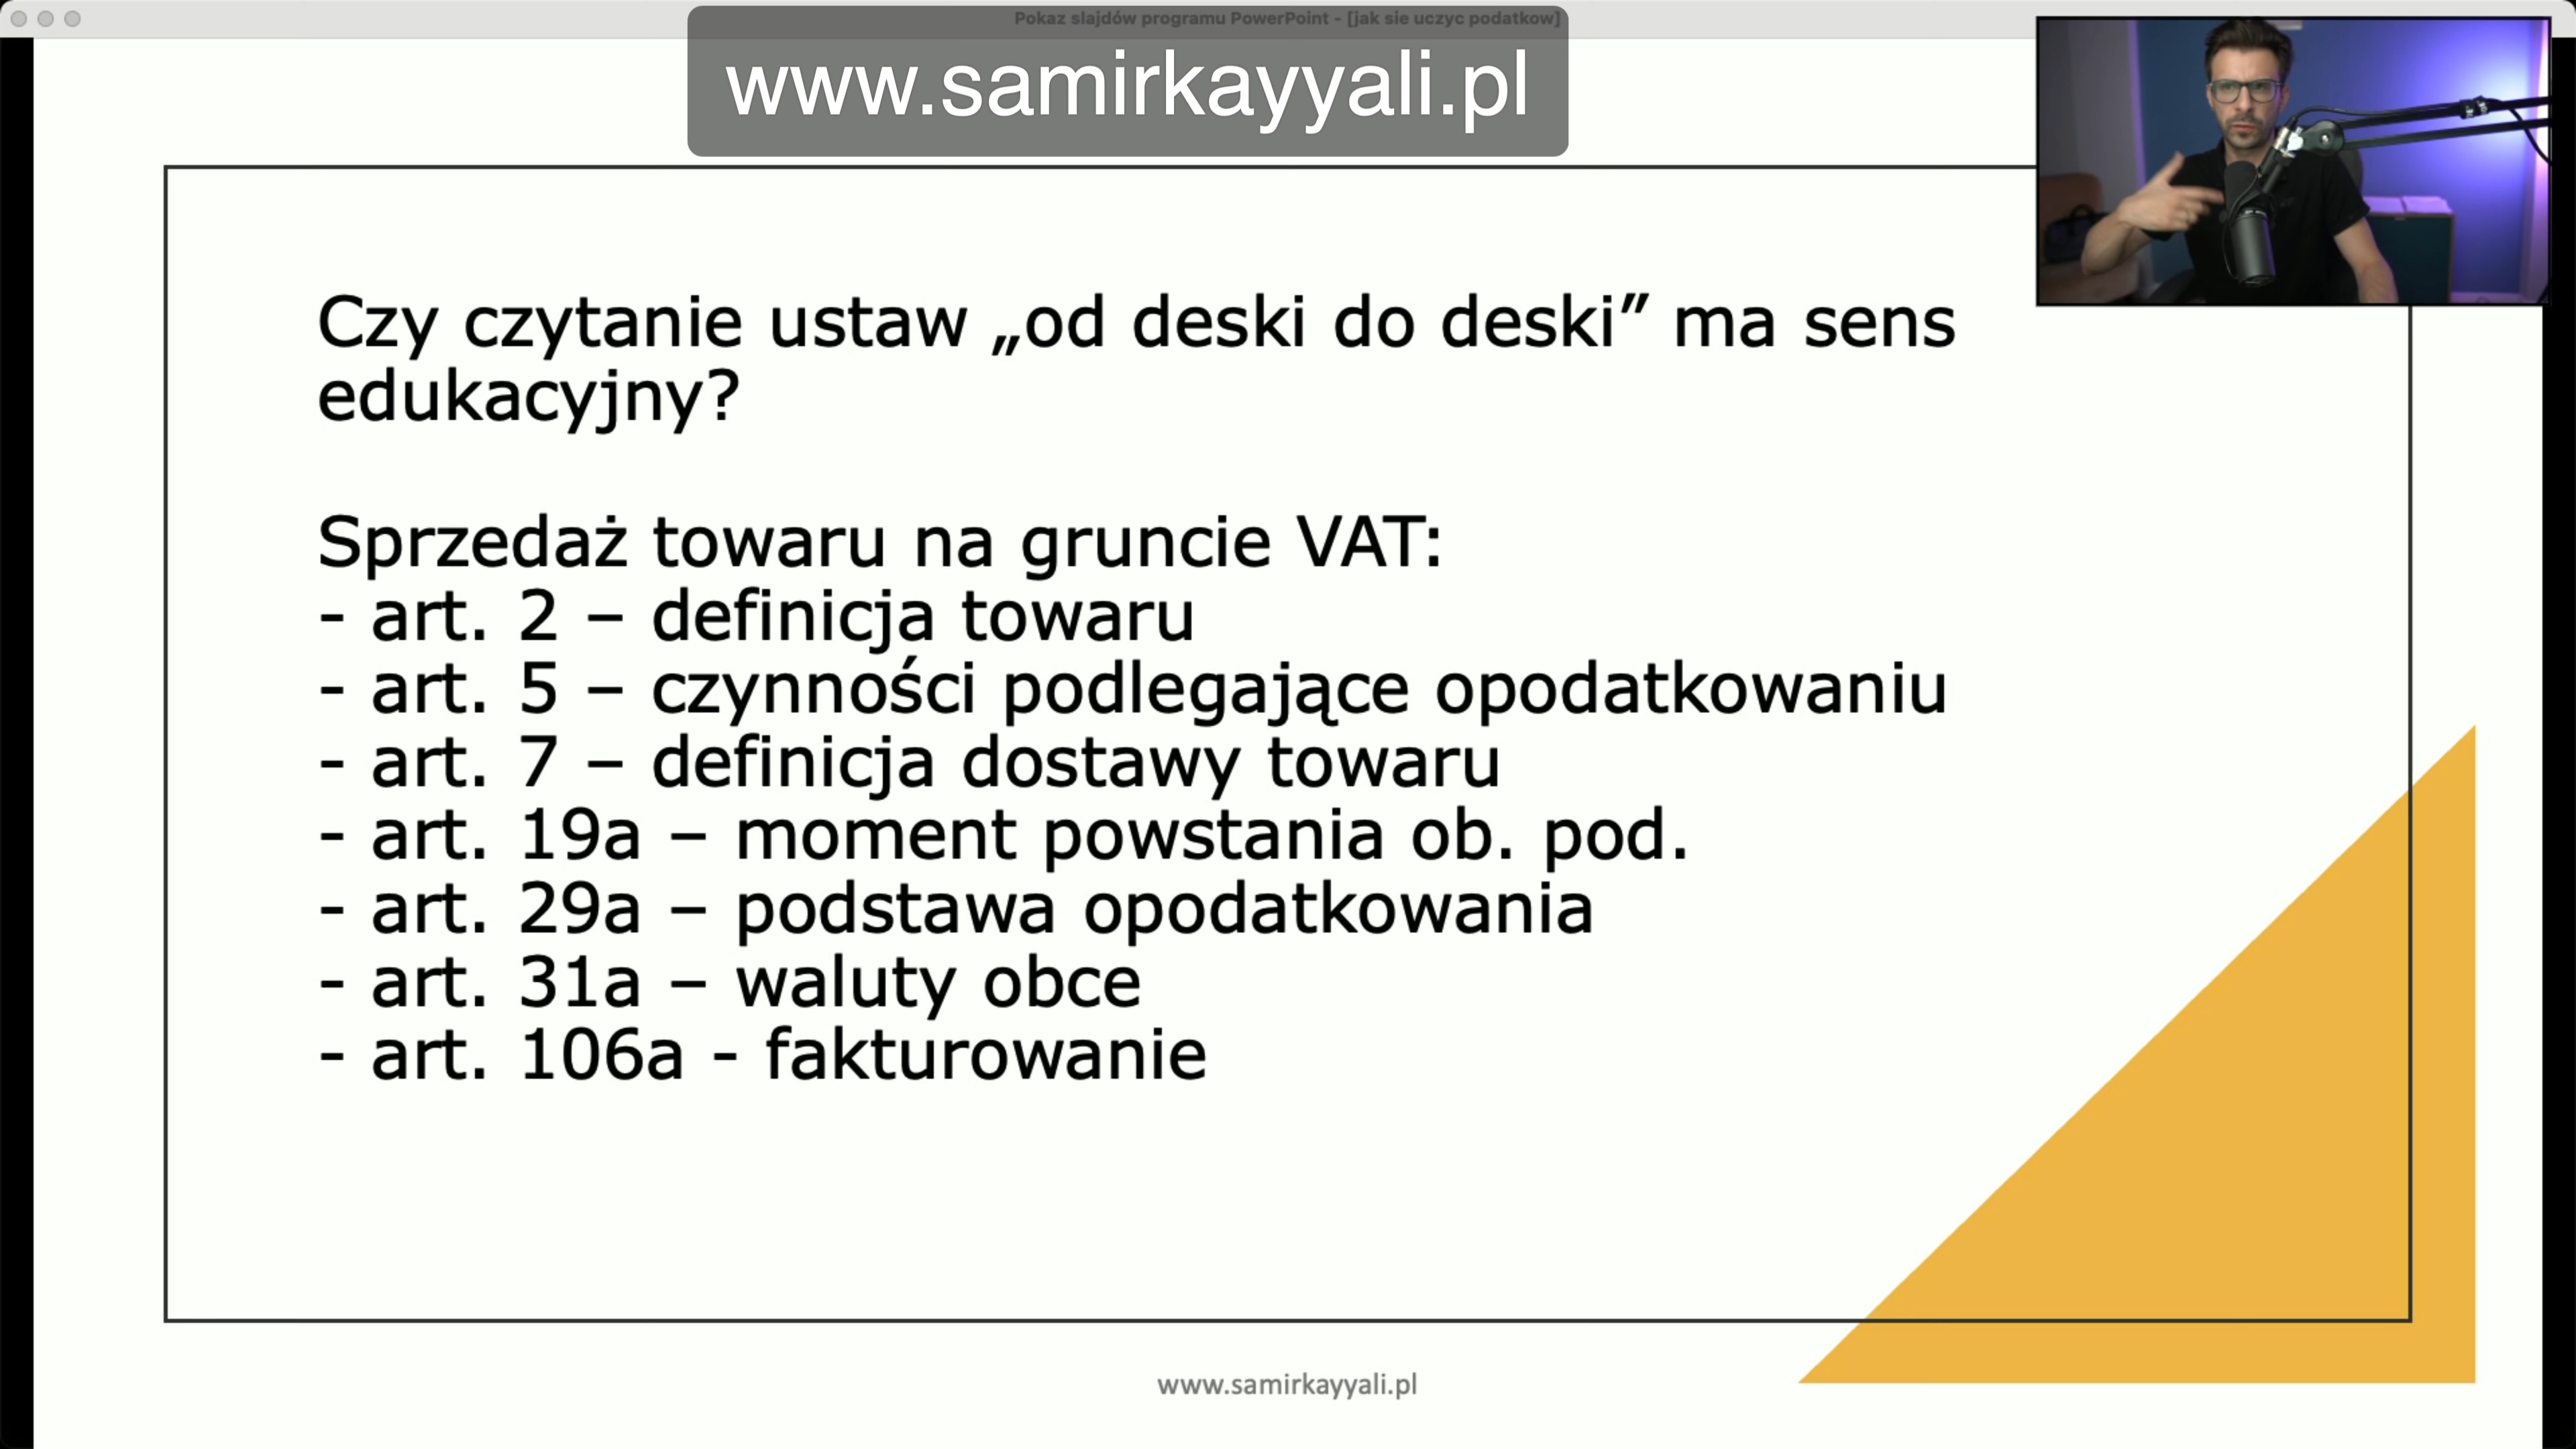 Pokaz slajdów programu PowerPoint - [jak sie uczyc podatkow]
www.samirkayyali.pl
Czy czytanie ustaw „od deski do deski” ma sens
edukacyjny?
Sprzedaż towaru na gruncie VAT:
- art. 2 – definicja towaru
- art. 5 – czynności podlegające opodatkowaniu
- art. 7 – definicja dostawy towaru
- art. 19a – moment powstania ob. pod.
- art. 29a – podstawa opodatkowania
- art. 31a – waluty obce
- art. 106a - fakturowanie
www.samirkayyali.pl